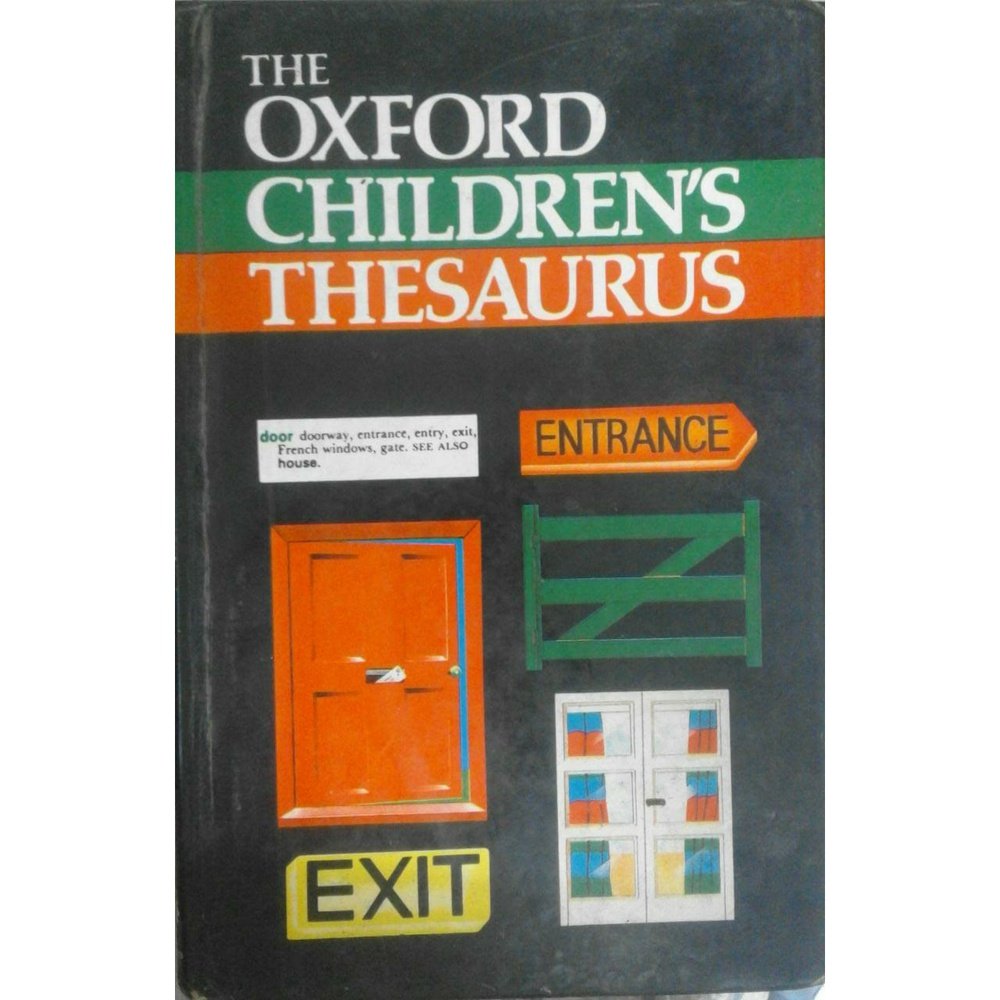 THE
OXFORD
CHILDREN'S
THESAURUS
door doorway, entrance, entry, exit,
French windows, gate. SEE ALSO
house.
ENTRANCE
EXIT